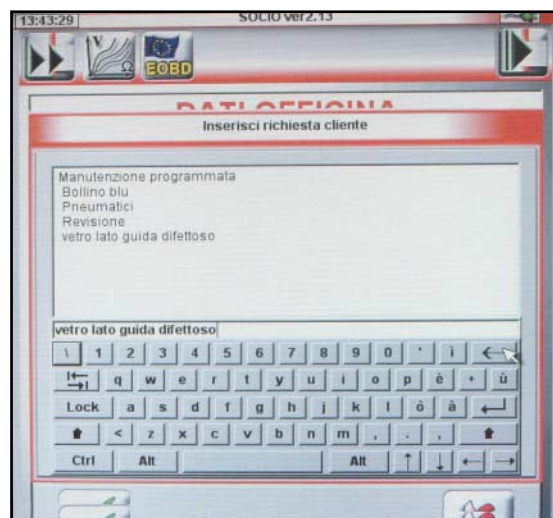 13:43:29 SOCIO ver2.13
V Ω EOBD
DATI OFFICINA
Inserisci richiesta cliente
Manutenzione programmata
Bollino blu
Pneumatici
Revisione
vetro lato guida difettoso
vetro lato guida difettoso
\ 1 2 3 4 5 6 7 8 9 0 ' ì
q w e r t y u i o p è + ù
Lock a s d f g h j k l ò à
< z x c v b n m , . ,
Ctrl Alt Alt